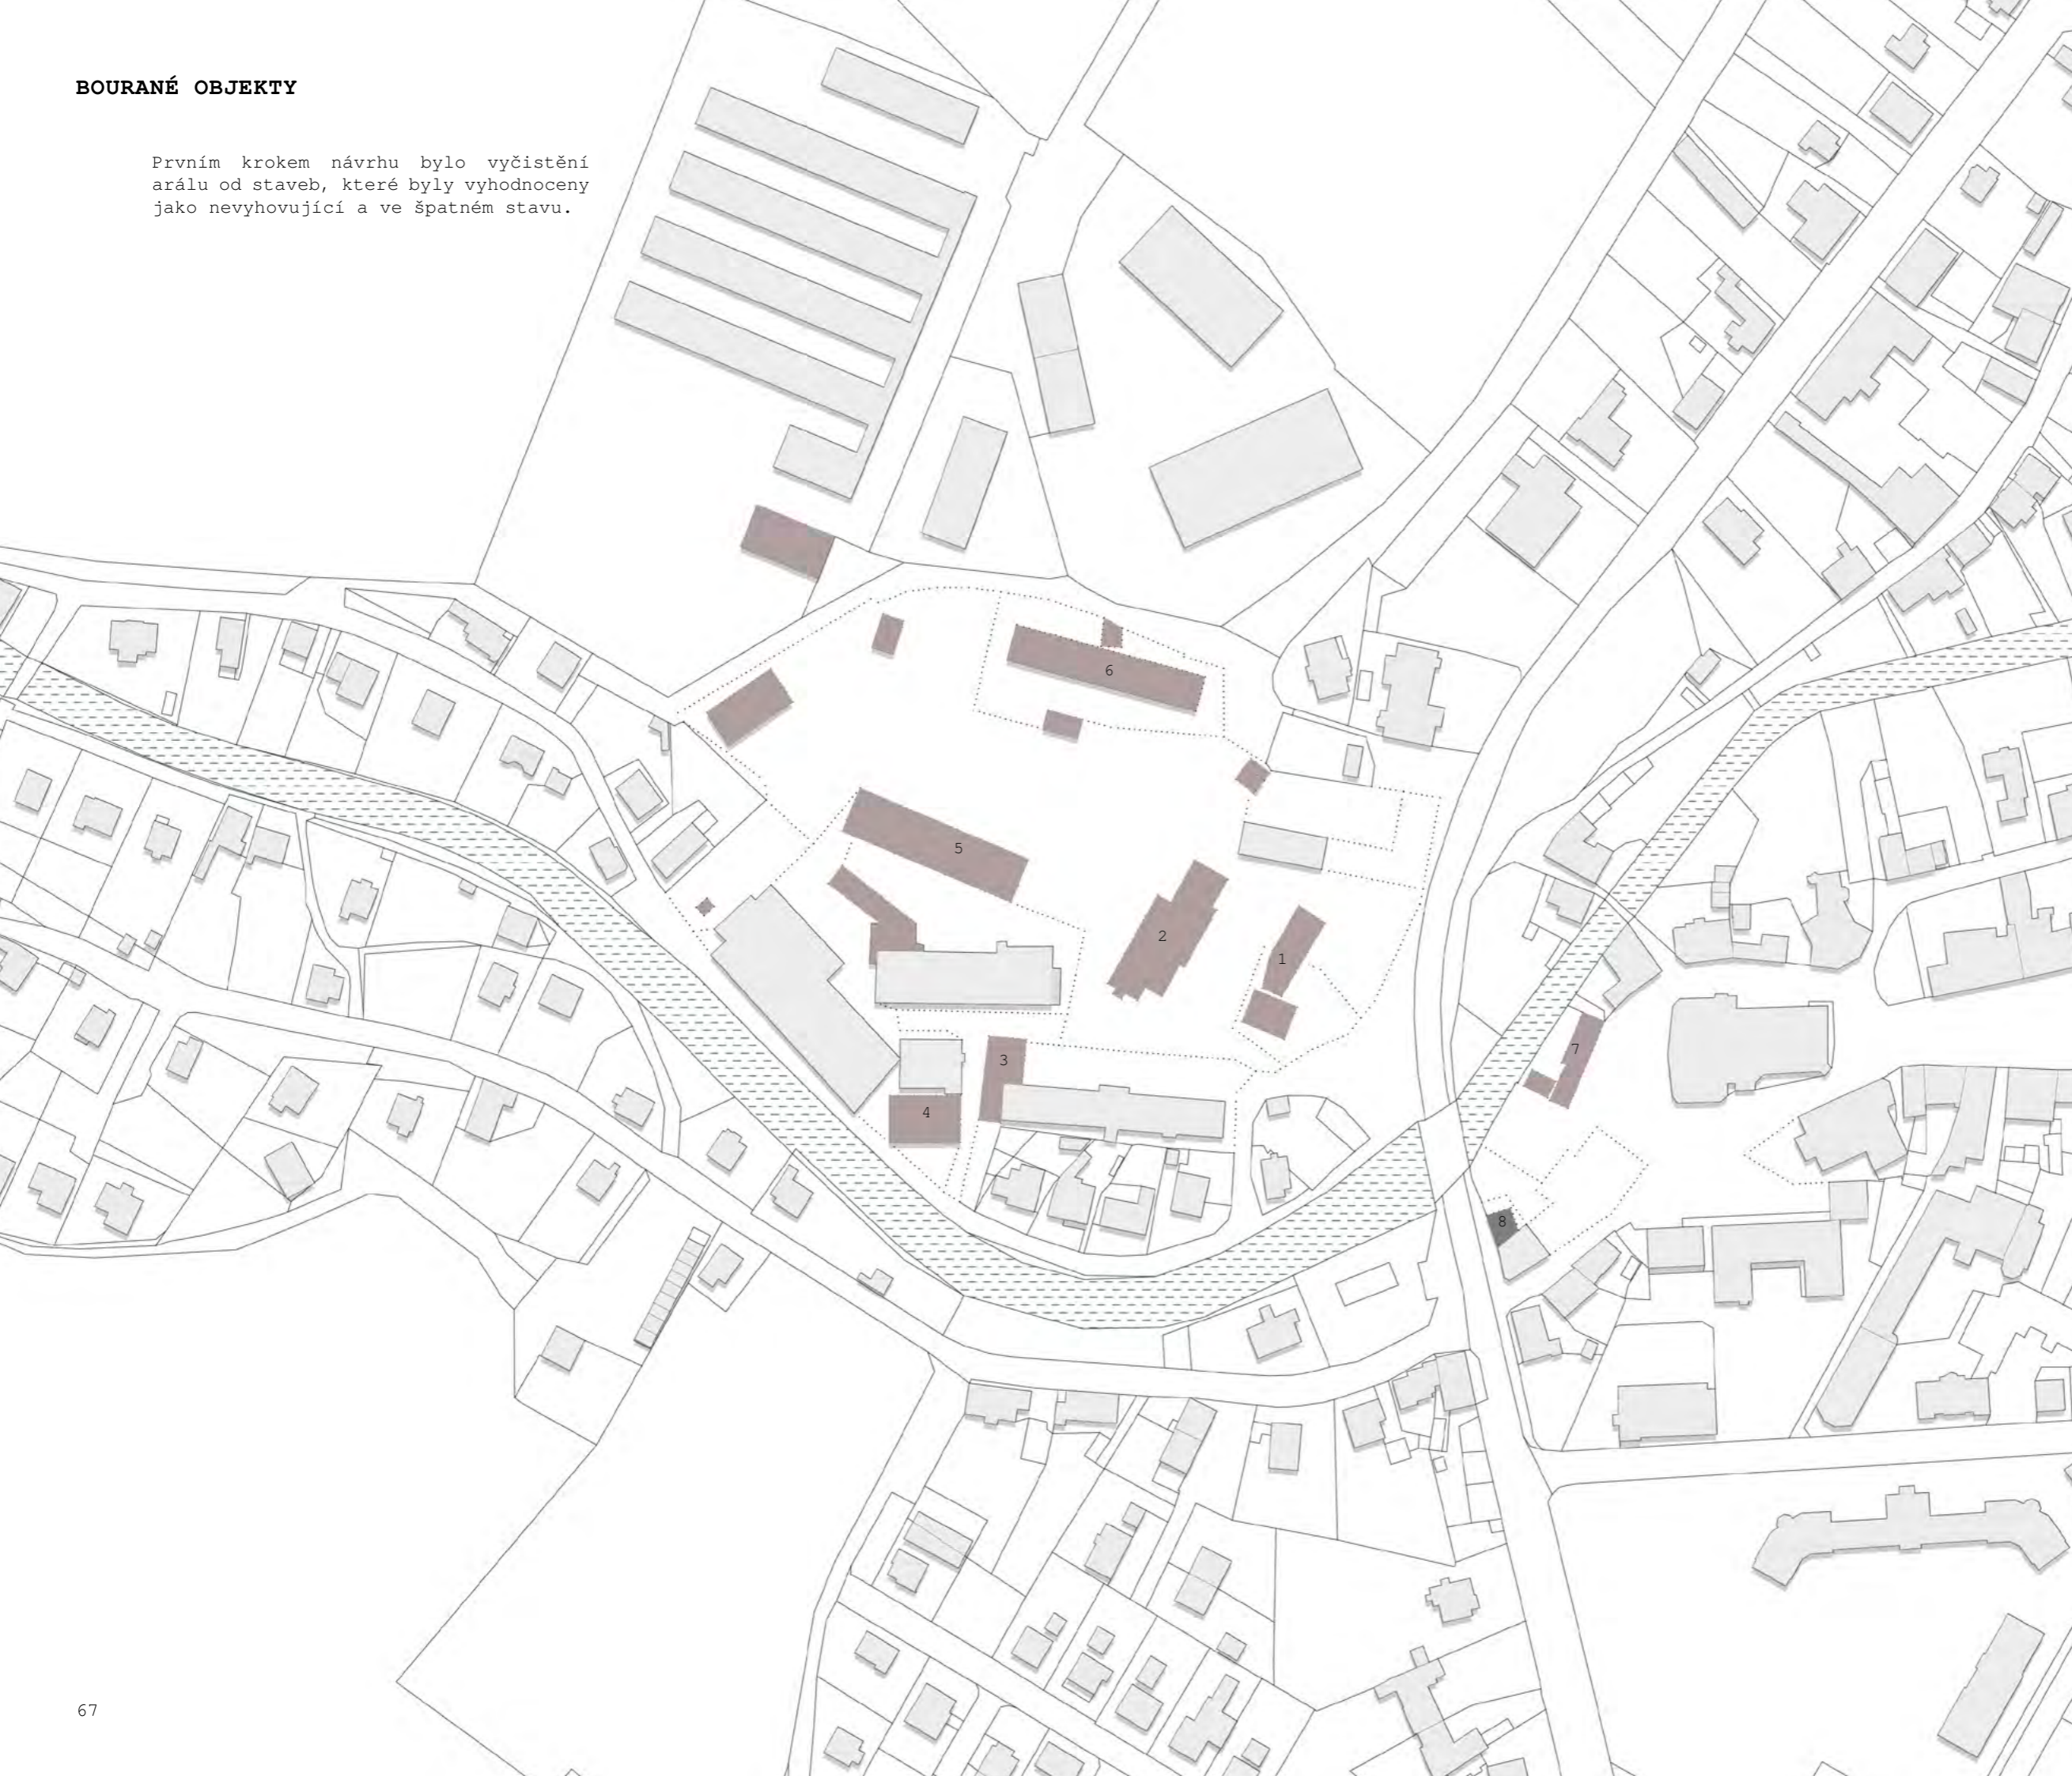 BOURANÉ OBJEKTY
Prvním krokem návrhu bylo vyčistění
arálu od staveb, které byly vyhodnoceny
jako nevyhovující a ve špatném stavu.
6
5
2
1
7
3
4
8
67